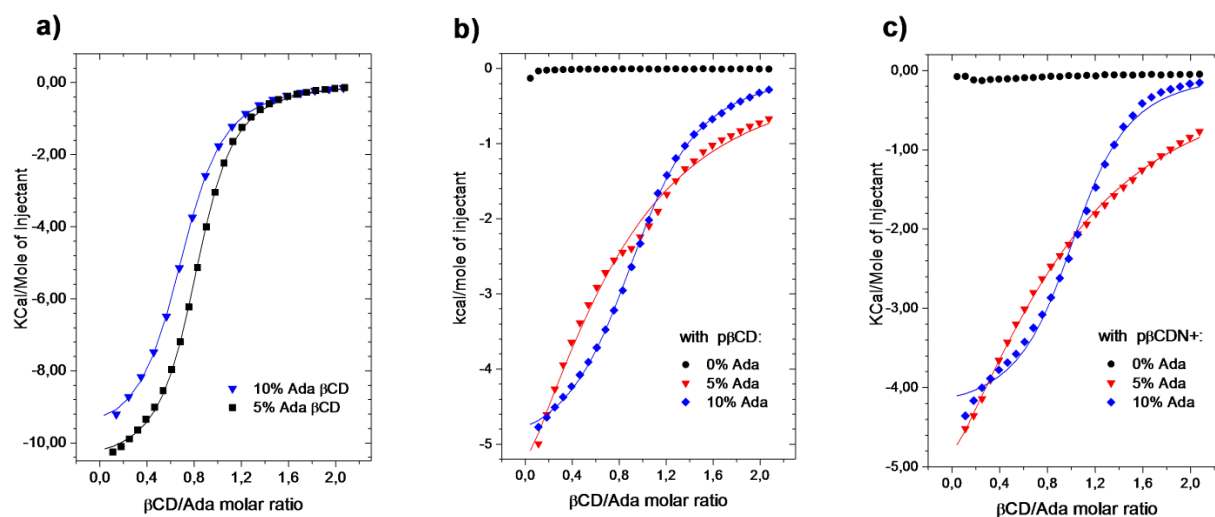 a)
KCal/Mole of Injectant
0,00
-2,00
-4,00
-6,00
-8,00
-10,00
10% Ada βCD
5% Ada βCD
0,0 0,4 0,8 1,2 1,6 2,0
βCD/Ada molar ratio
b)
kcal/mole of Injectant
0
-1
-2
-3
-4
-5
with pβCD:
0% Ada
5% Ada
10% Ada
0,0 0,4 0,8 1,2 1,6 2,0
βCD/Ada molar ratio
c)
KCal/Mole of Injectant
0,00
-1,00
-2,00
-3,00
-4,00
-5,00
with pβCDN+:
0% Ada
5% Ada
10% Ada
0,0 0,4 0,8 1,2 1,6 2,0
βCD/Ada molar ratio